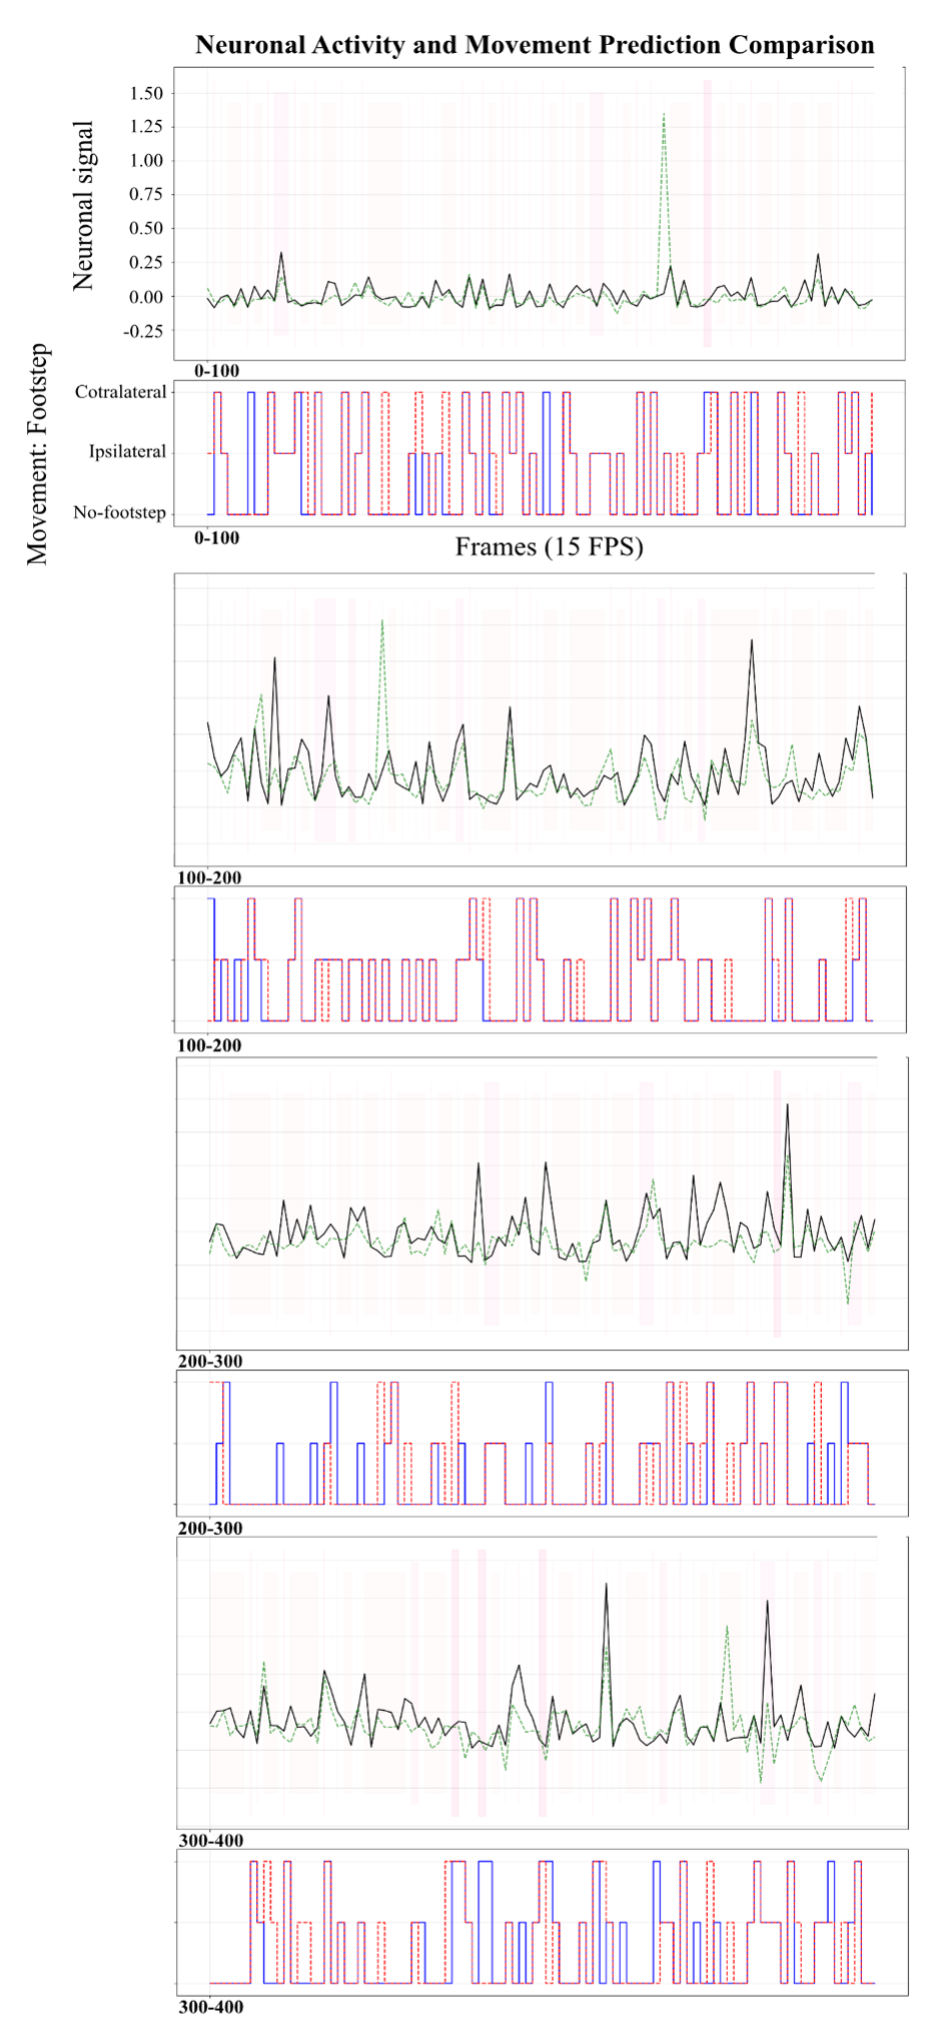 Neuronal Activity and Movement Prediction Comparison
Neuronal signal
1.50
1.25
1.00
0.75
0.50
0.25
0.00
-0.25
0-100
Movement: Footstep
Cotralateral
Ipsilateral
No-footstep
0-100
Frames (15 FPS)
100-200
100-200
200-300
200-300
300-400
300-400